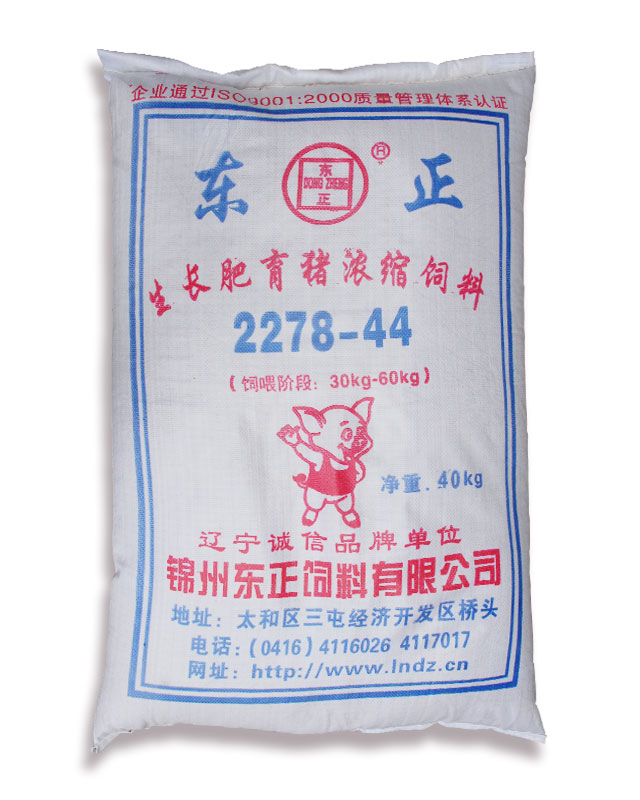 企业通过ISO9001:2000质量管理体系认证
东 正
®
东
DONG ZHENG
正
生长肥育猪浓缩饲料
2278-44
(饲喂阶段: 30kg-60kg)
净重.40kg
辽宁诚信品牌单位
锦州东正饲料有限公司
地址: 太和区三屯经济开发区桥头
电话: (0416) 4116026 4117017
网址: http://www.lndz.cn